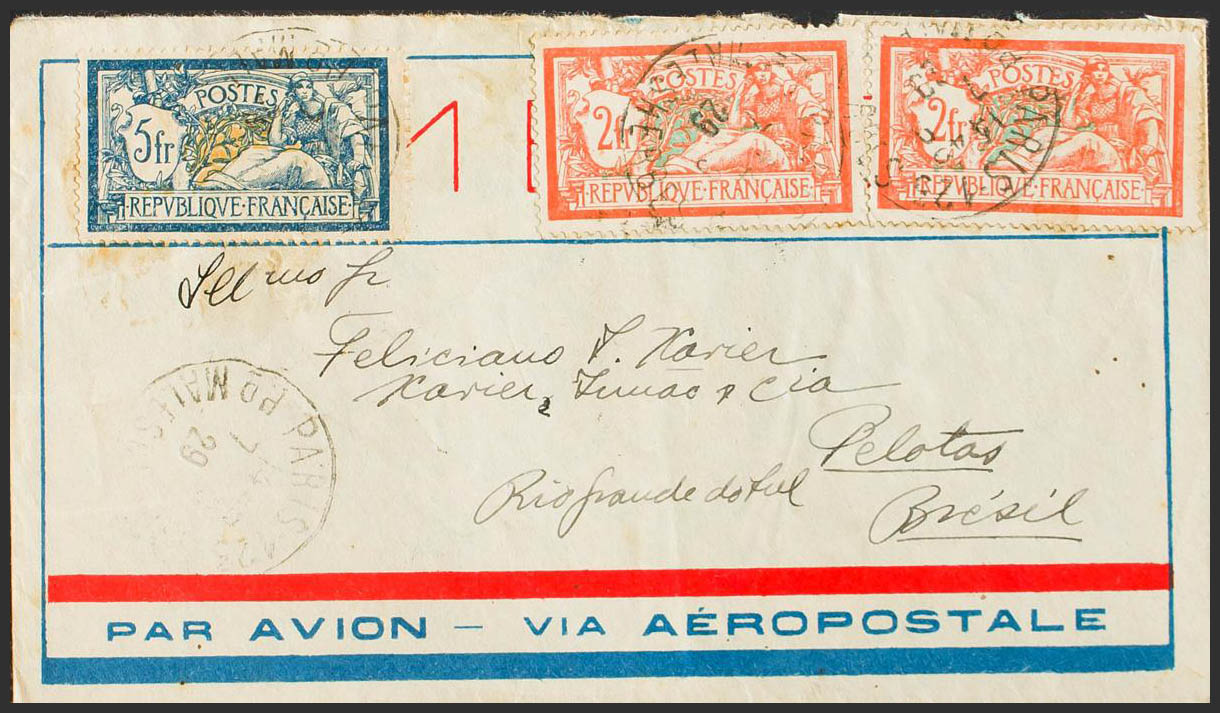 POSTES
5fr
REPVBLIQVE·FRANÇAISE
POSTES
2fr
REPVBLIQVE·FRANÇAISE
POSTES
2fr
REPVBLIQVE·FRANÇAISE
Illmo Sr
Feliciano T. Xavier
Xavier, Irmao & Cia
Pelotas
Rio Grande do Sul
Brésil
PARIS
29
PAR AVION — VIA AÉROPOSTALE